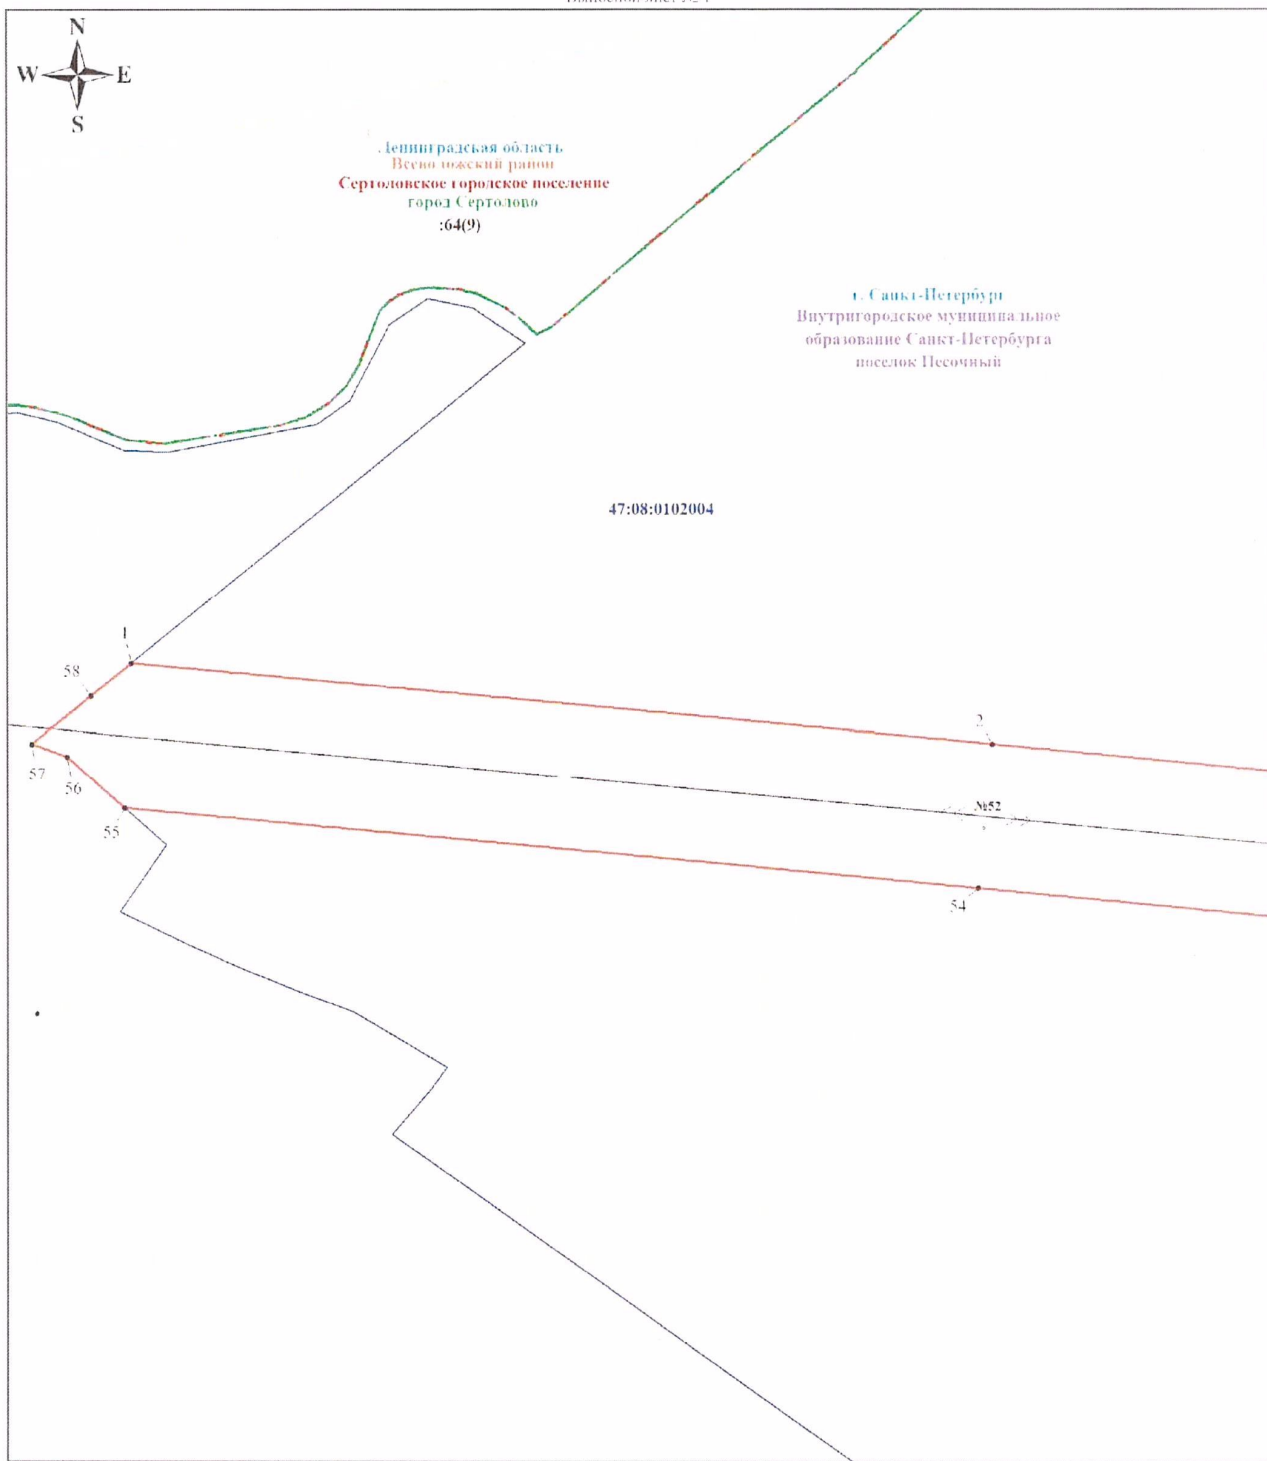 N
W E
S
Ленинградская область
Всеволожский район
Сертоловское городское поселение
город Сертолово
:64(9)
г. Санкт-Петербург
Внутригородское муниципальное
образование Санкт-Петербурга
поселок Песочный
47:08:0102004
1
58
2
57
56
№52
55
54